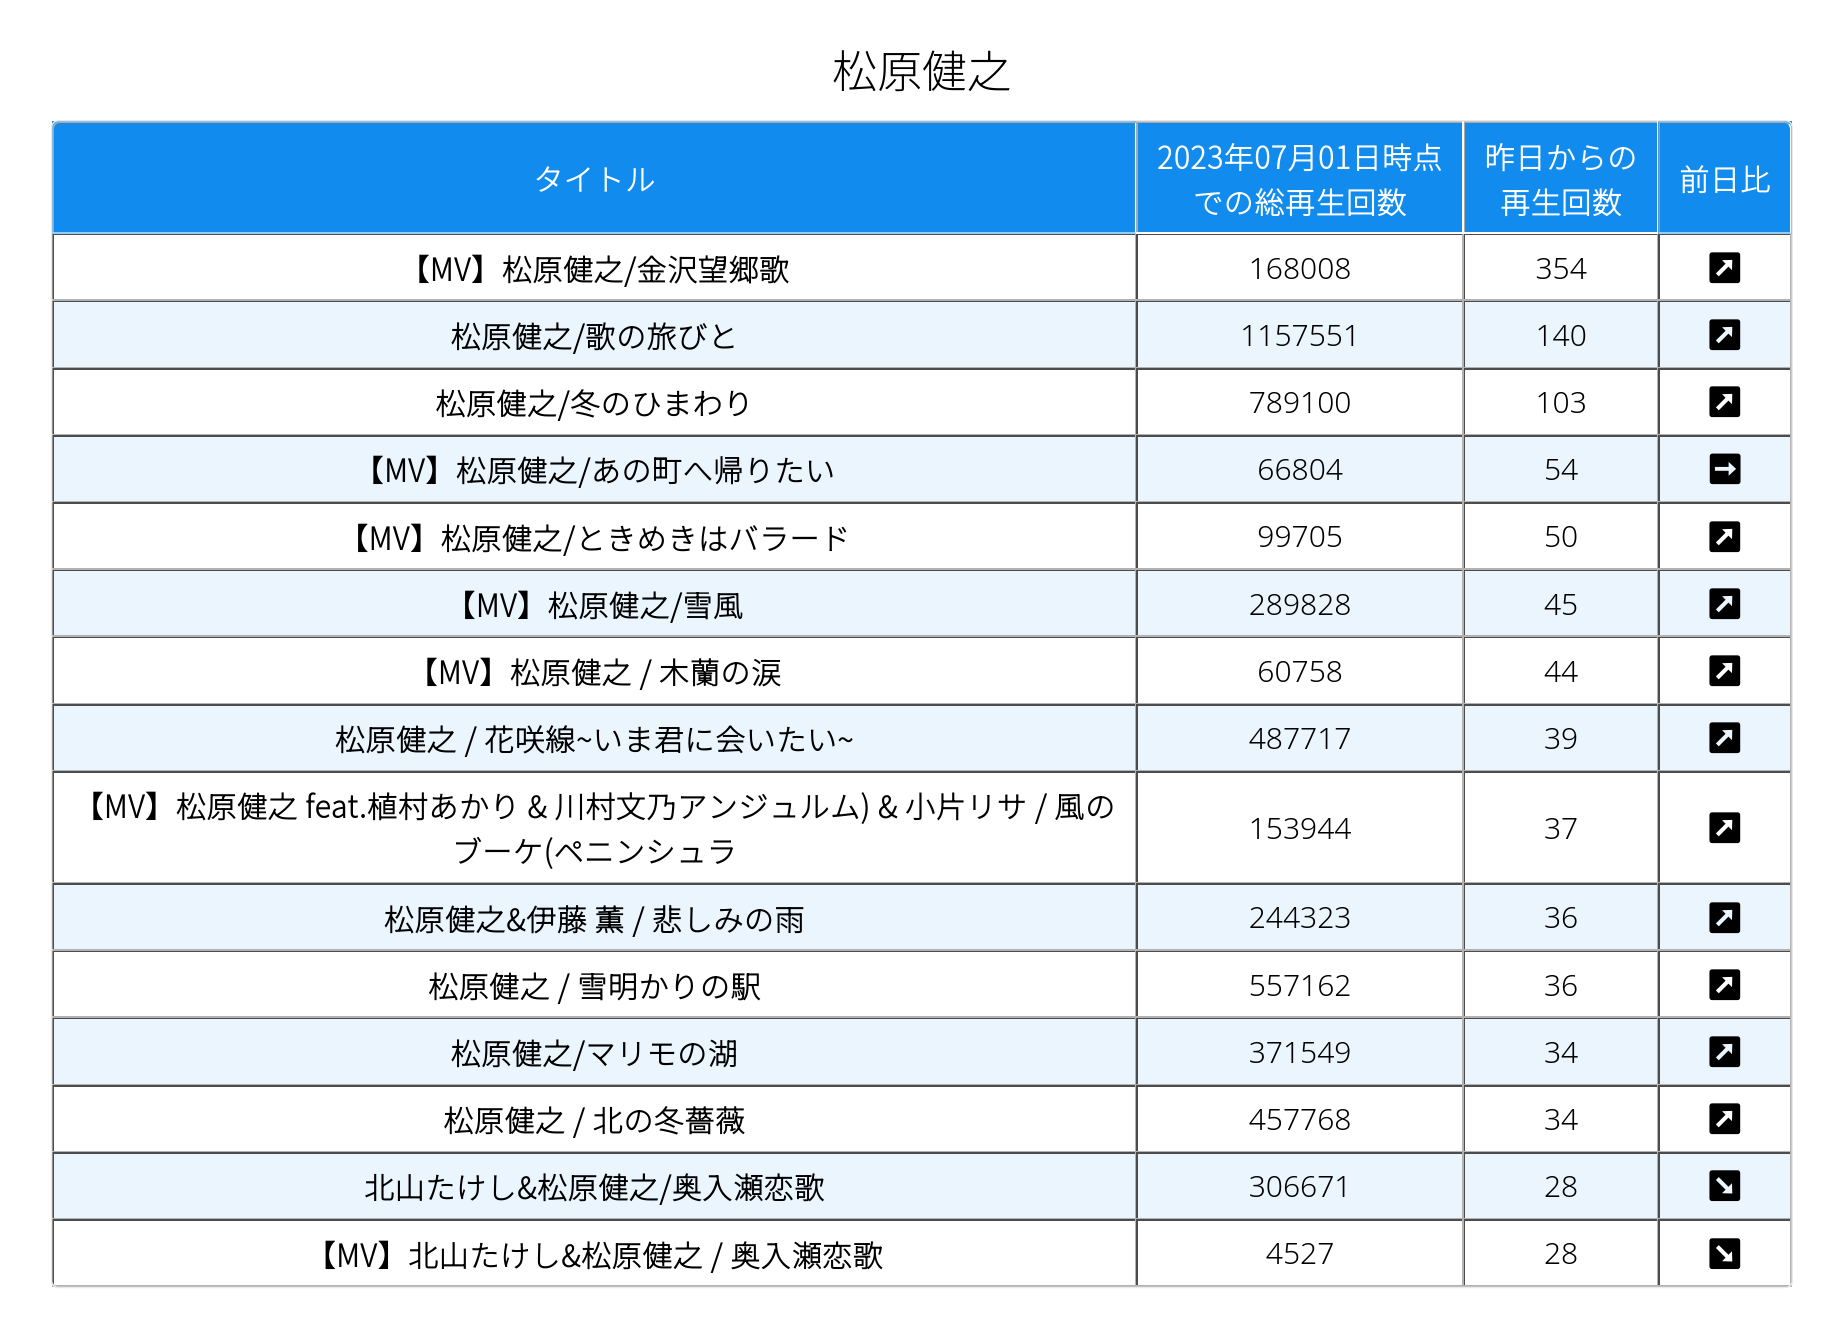 松原健之
タイトル 2023年07月01日時点での総再生回数 昨日からの再生回数 前日比
【MV】松原健之/金沢望郷歌 168008 354 ↗
松原健之/歌の旅びと 1157551 140 ↗
松原健之/冬のひまわり 789100 103 ↗
【MV】松原健之/あの町へ帰りたい 66804 54 →
【MV】松原健之/ときめきはバラード 99705 50 ↗
【MV】松原健之/雪風 289828 45 ↗
【MV】松原健之 / 木蘭の涙 60758 44 ↗
松原健之 / 花咲線~いま君に会いたい~ 487717 39 ↗
【MV】松原健之 feat.植村あかり & 川村文乃アンジュルム) & 小片リサ / 風の
ブーケ(ペニンシュラ 153944 37 ↗
松原健之&伊藤 薫 / 悲しみの雨 244323 36 ↗
松原健之 / 雪明かりの駅 557162 36 ↗
松原健之/マリモの湖 371549 34 ↗
松原健之 / 北の冬薔薇 457768 34 ↗
北山たけし&松原健之/奥入瀬恋歌 306671 28 ↘
【MV】北山たけし&松原健之 / 奥入瀬恋歌 4527 28 ↘